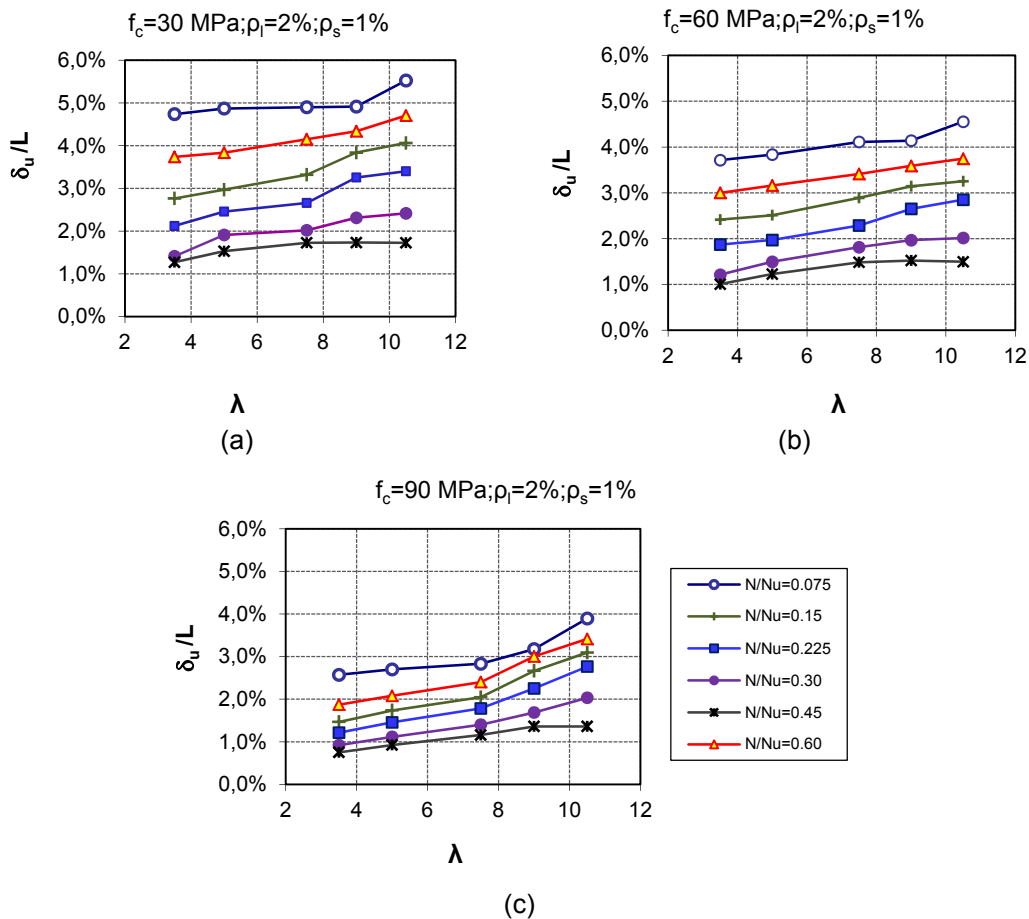 f_c=30 MPa;ρ_l=2%;ρ_s=1%
6,0%
5,0%
4,0%
3,0%
2,0%
1,0%
0,0%
δ_u/L
2 4 6 8 10 12
λ
(a)
f_c=60 MPa;ρ_l=2%;ρ_s=1%
6,0%
5,0%
4,0%
3,0%
2,0%
1,0%
0,0%
δ_u/L
2 4 6 8 10 12
λ
(b)
f_c=90 MPa;ρ_l=2%;ρ_s=1%
6,0%
5,0%
4,0%
3,0%
2,0%
1,0%
0,0%
δ_u/L
2 4 6 8 10 12
λ
N/Nu=0.075
N/Nu=0.15
N/Nu=0.225
N/Nu=0.30
N/Nu=0.45
N/Nu=0.60
(c)